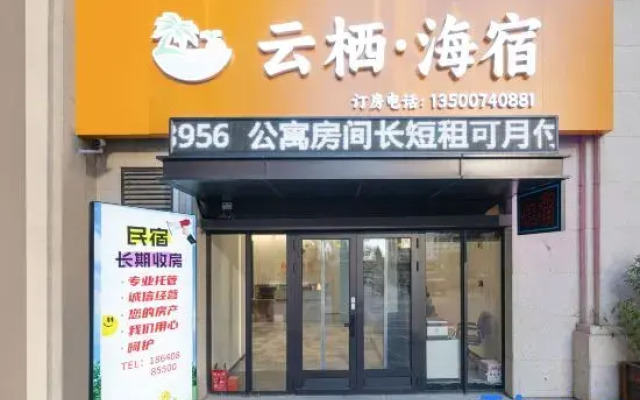 云栖·海宿
订房电话：13500740881
3956 公寓房间长短租可月付
民宿
长期收房
·专业托管
·诚信经营
·您的房产
·我们用心
·呵护
TEL：186408
85500